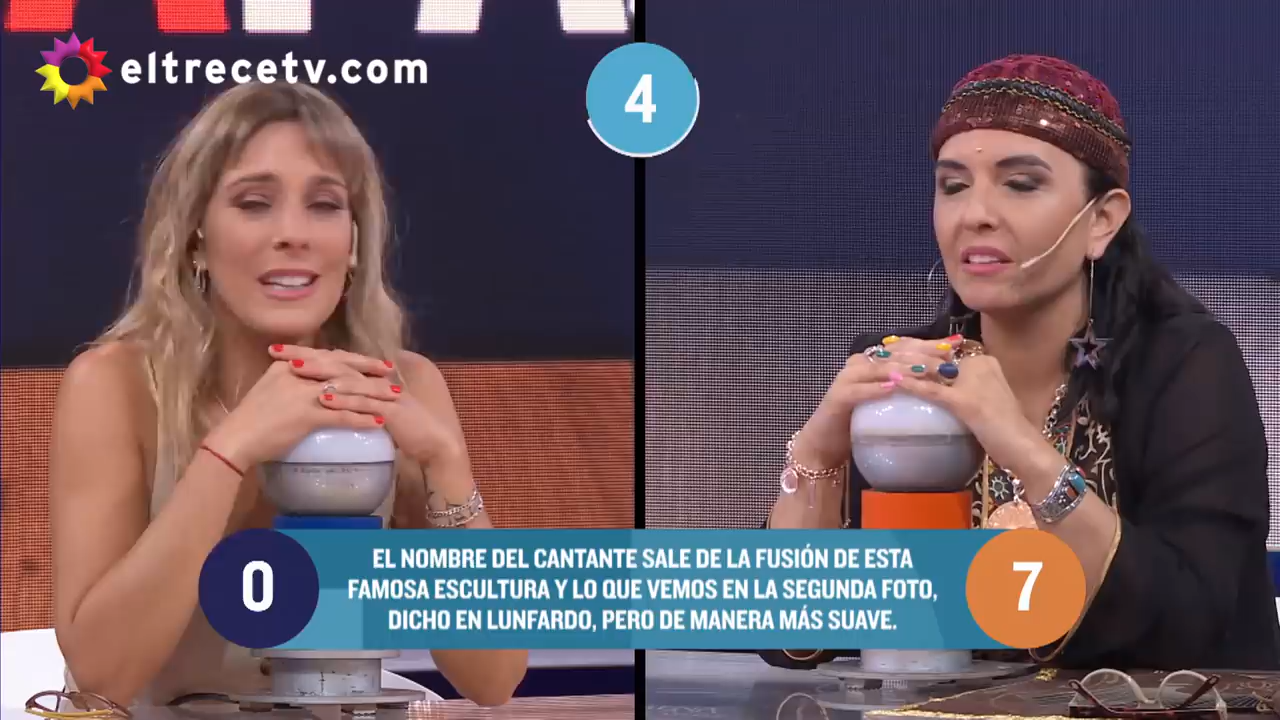 eltrecetv.com
4
0
EL NOMBRE DEL CANTANTE SALE DE LA FUSIÓN DE ESTA
FAMOSA ESCULTURA Y LO QUE VEMOS EN LA SEGUNDA FOTO,
DICHO EN LUNFARDO, PERO DE MANERA MÁS SUAVE.
7